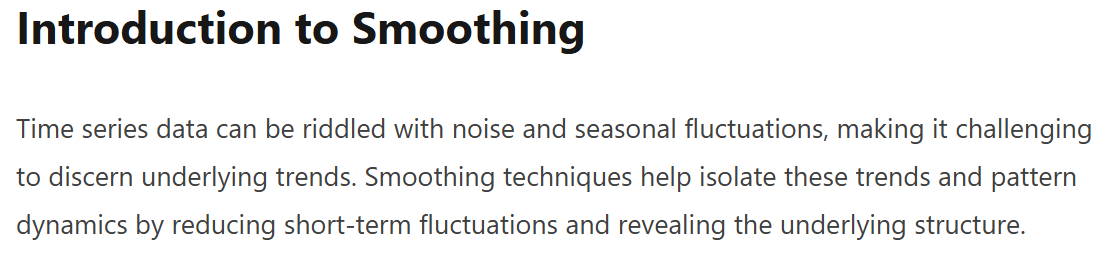 Introduction to Smoothing
Time series data can be riddled with noise and seasonal fluctuations, making it challenging
to discern underlying trends. Smoothing techniques help isolate these trends and pattern
dynamics by reducing short-term fluctuations and revealing the underlying structure.